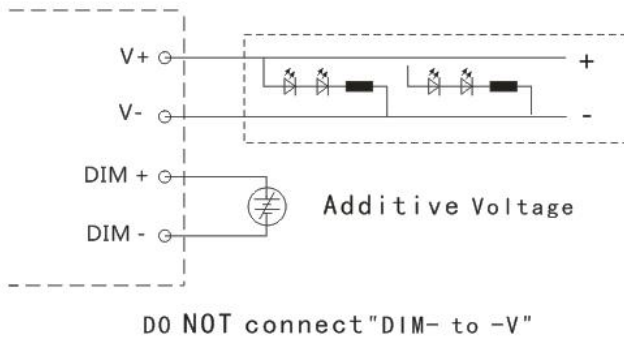 V+
+
V-
-
DIM +
Additive Voltage
DIM -
DO NOT connect"DIM- to -V"